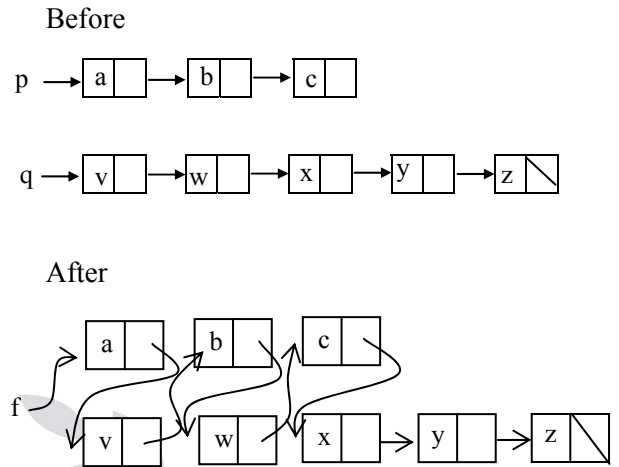 Before
p a b c
q v w x y z
After
a b c
f
v w x y z